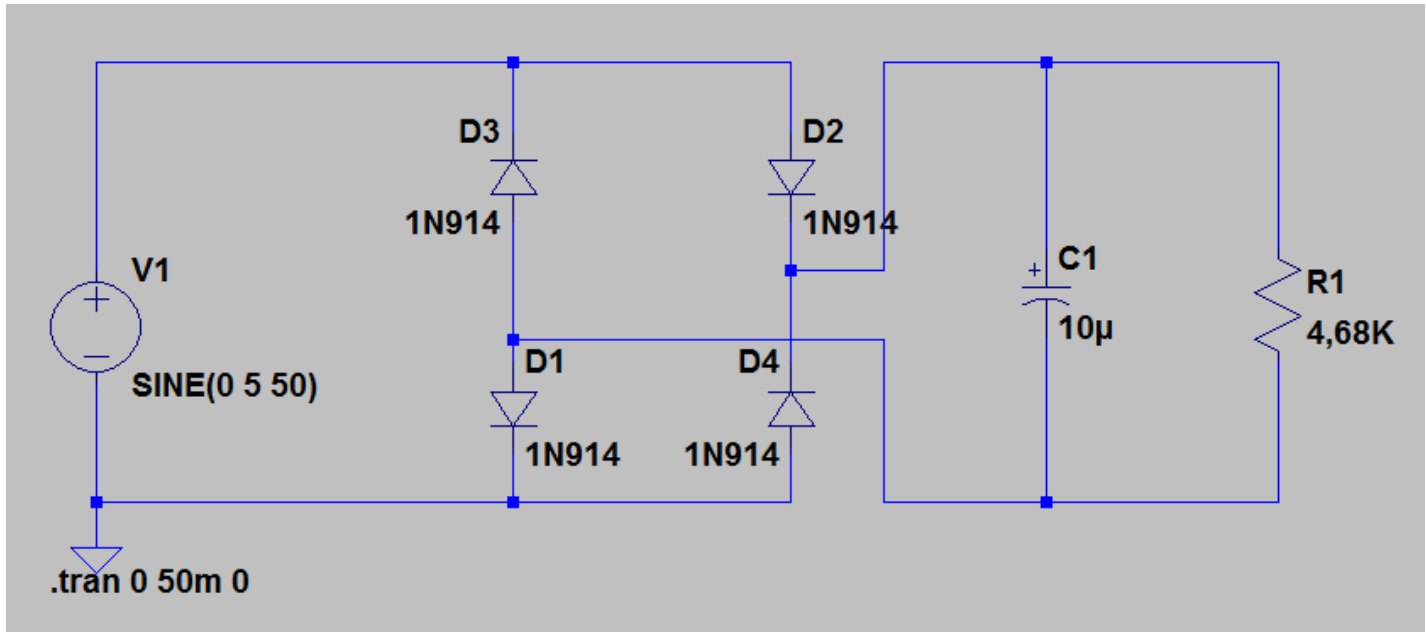 D3
D2
1N914
1N914
V1
+
C1
R1
10µ
4,68K
D1
D4
SINE(0 5 50)
1N914
1N914
.tran 0 50m 0